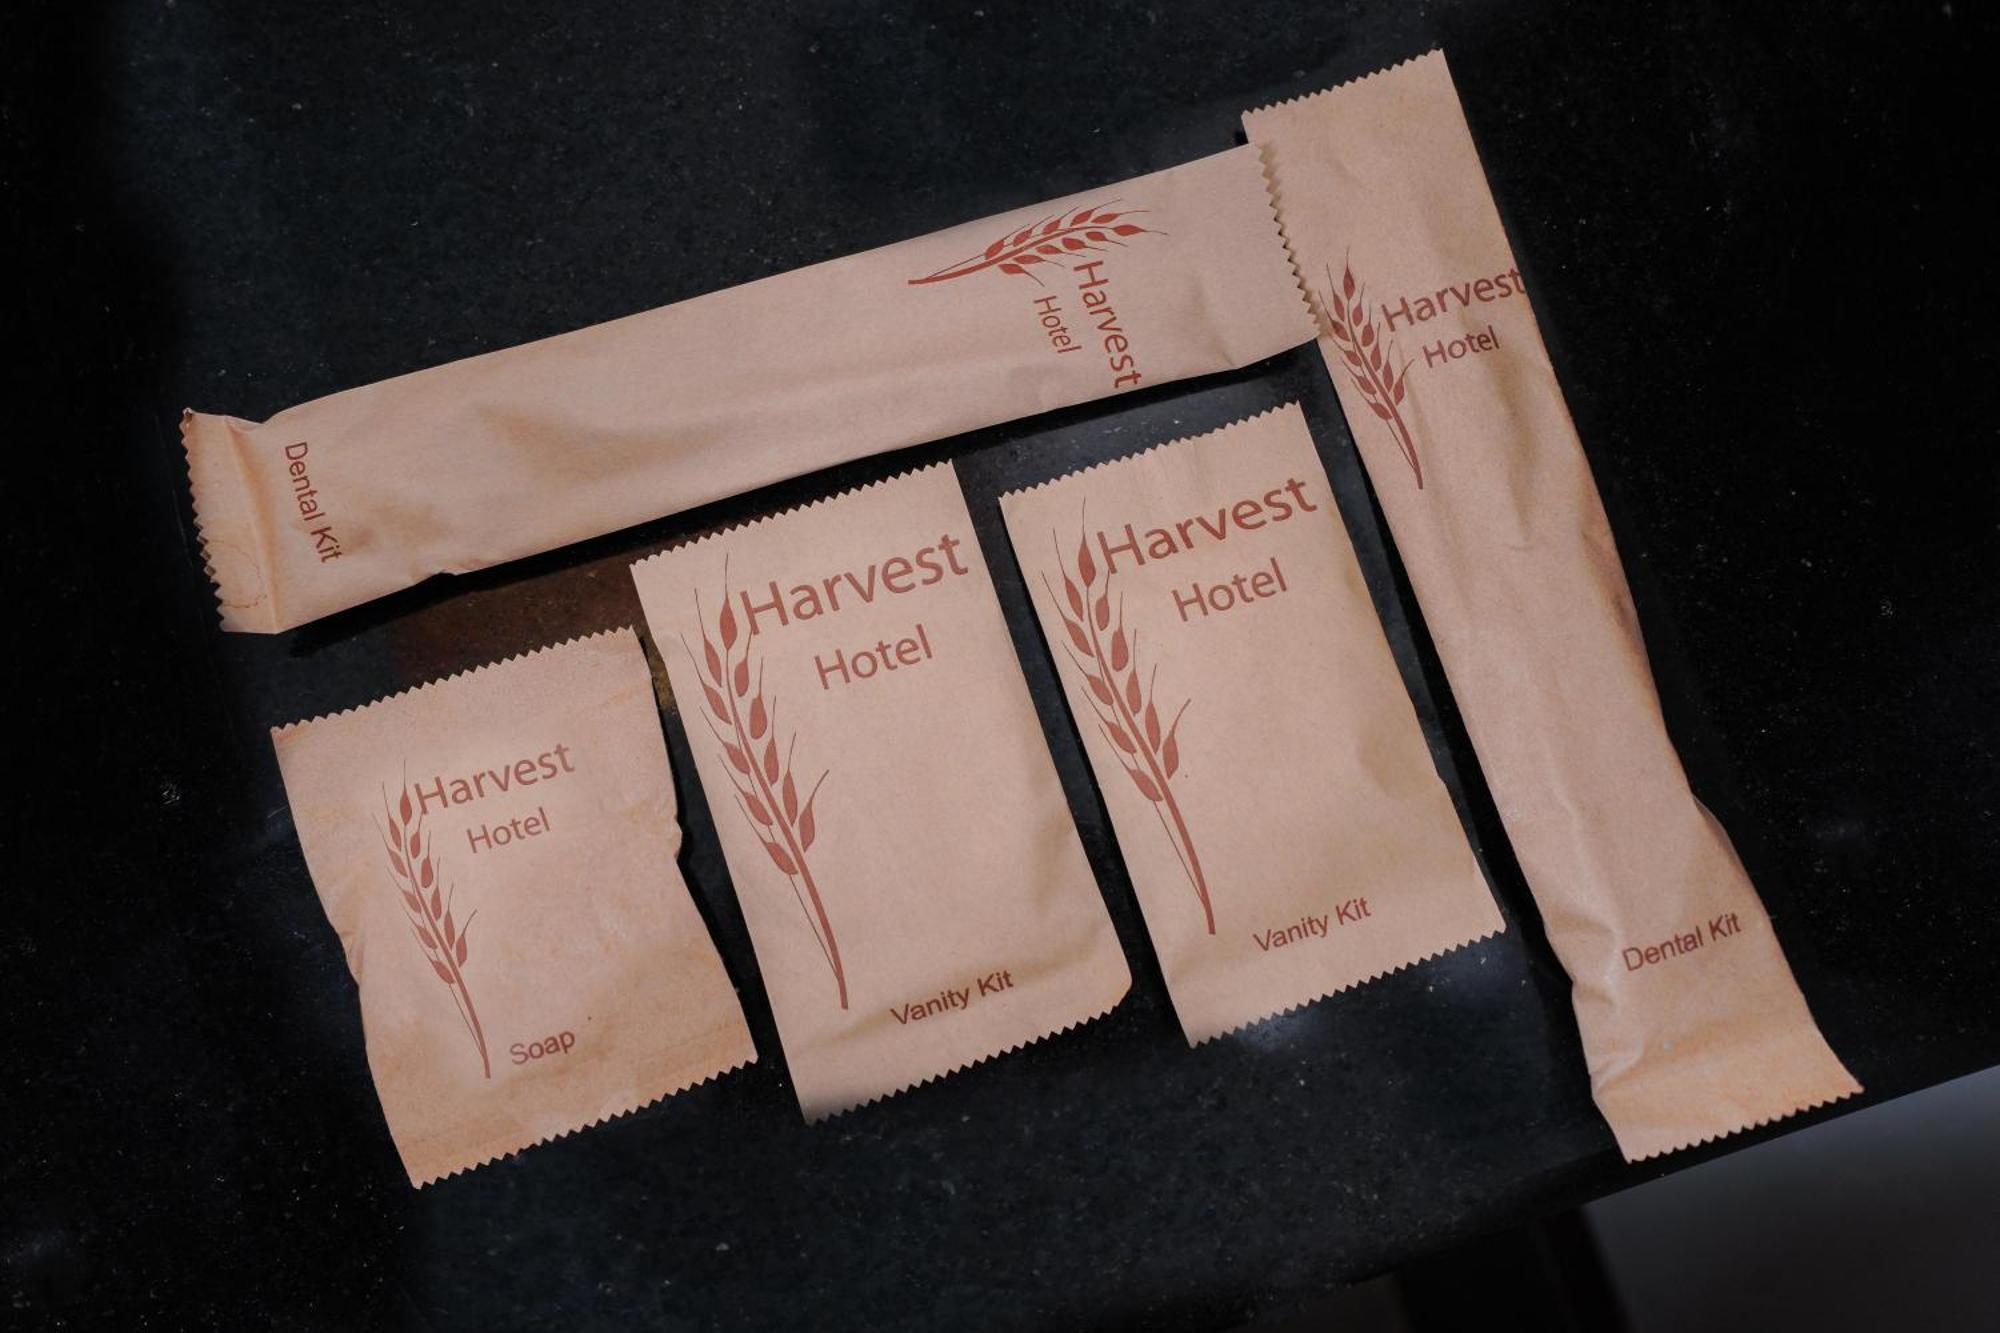 Harvest
Hotel
Dental Kit
Harvest
Hotel
Dental Kit
Harvest
Hotel
Soap
Harvest
Hotel
Vanity Kit
Harvest
Hotel
Vanity Kit